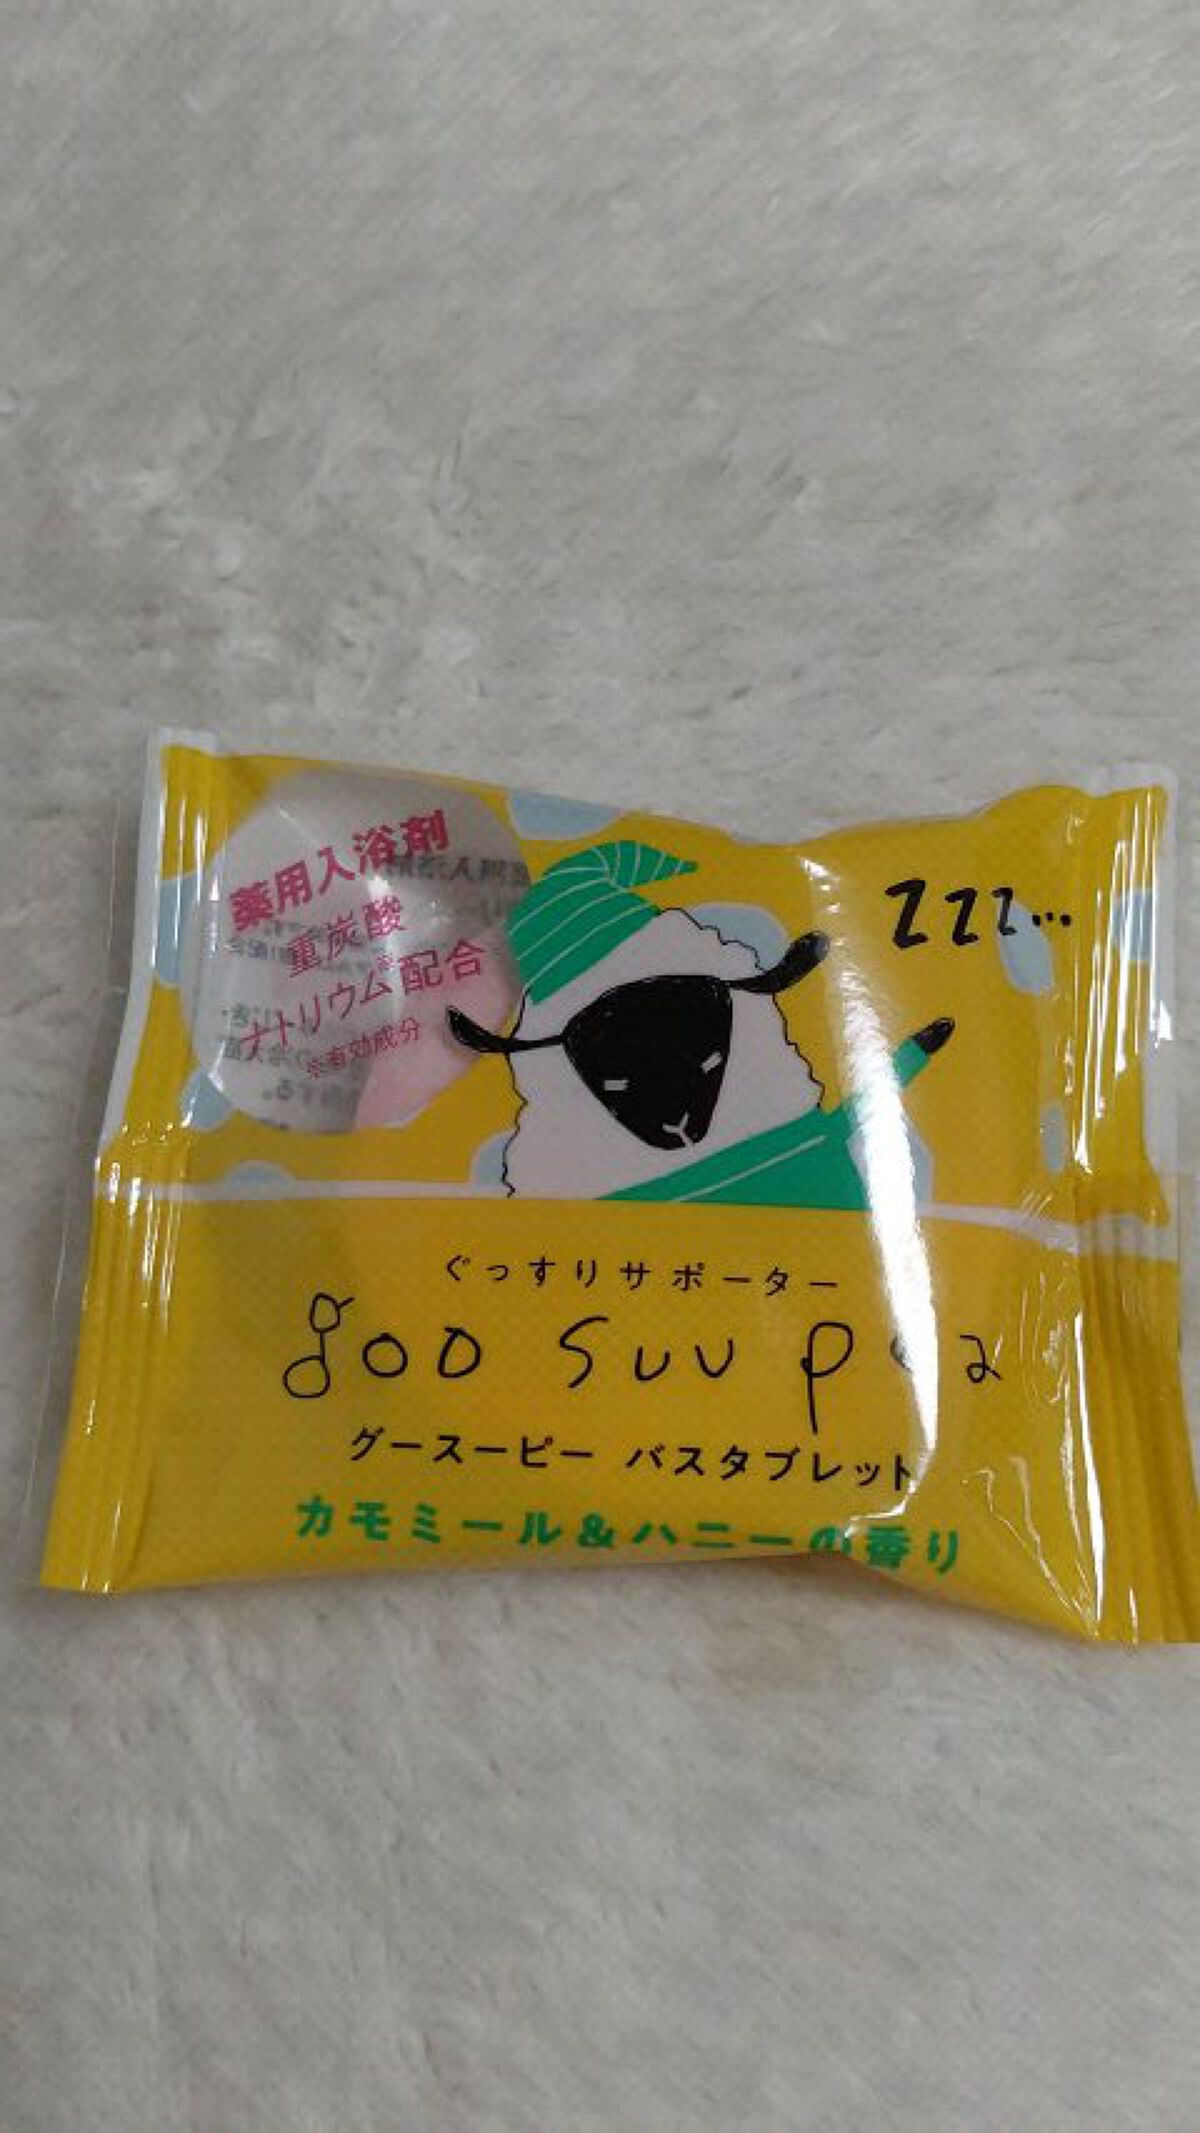 薬用入浴剤
重炭酸
ナトリウム※配合
※有効成分
zzz...
ぐっすりサポーター
goo suu
グースーピー バスタブレット
カモミール&ハニーの香り